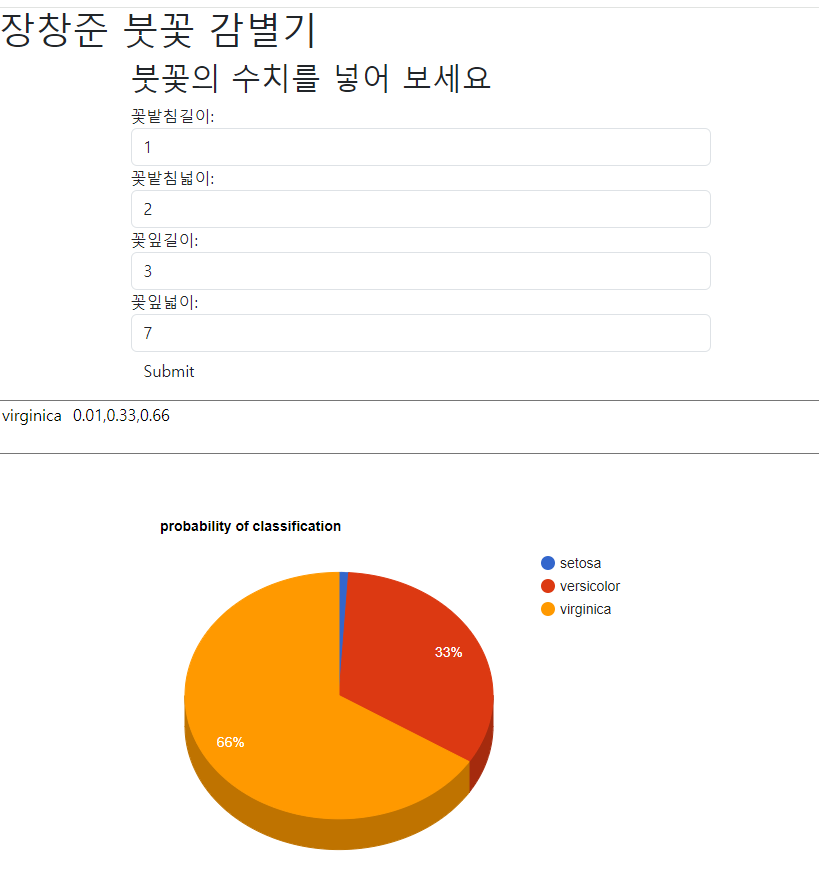 장창준 붓꽃 감별기
붓꽃의 수치를 넣어 보세요
꽃밭침길이:
1
꽃밭침넓이:
2
꽃잎길이:
3
꽃잎넓이:
7
Submit
virginica 0.01,0.33,0.66
probability of classification
setosa
versicolor
virginica
33%
66%